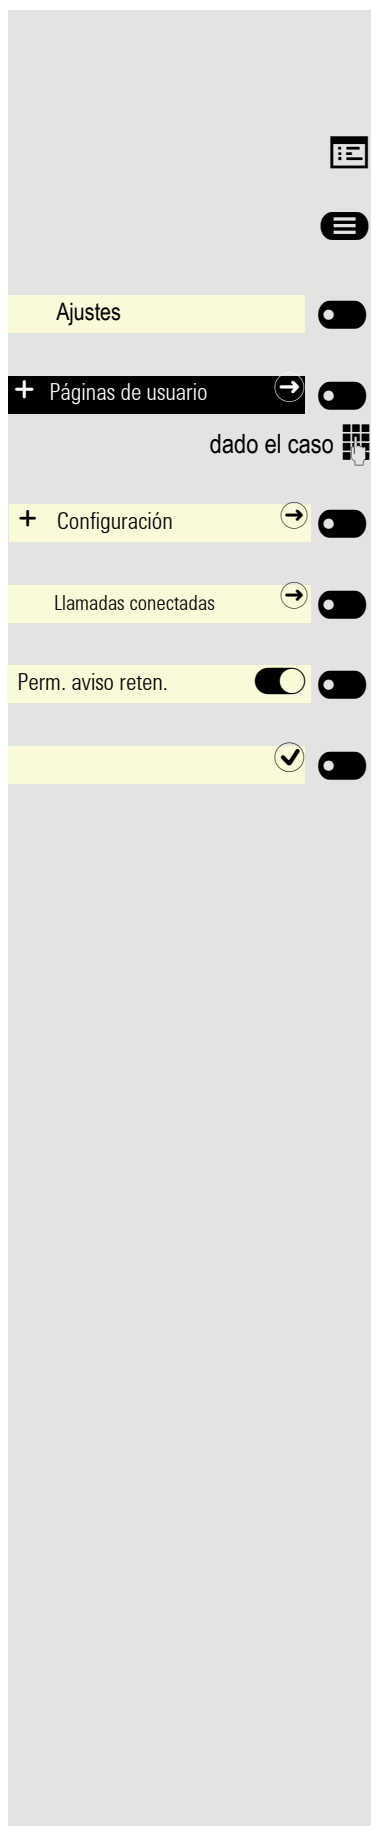 Ajustes
+ Páginas de usuario
dado el caso
+ Configuración
Llamadas conectadas
Perm. aviso reten.